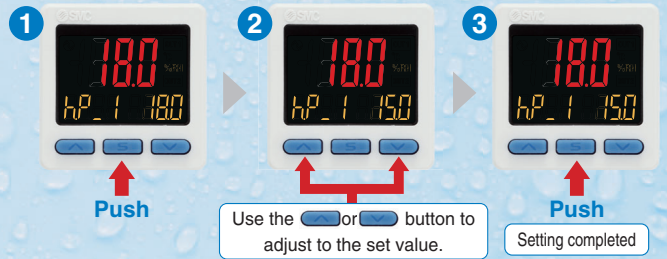 1
SMC
18.0
%RH
hP_1 18.0
S
Push
2
SMC
18.0
%RH
hP_1 15.0
S
Use the or button to
adjust to the set value.
3
SMC
18.0
%RH
hP_1 15.0
S
Push
Setting completed